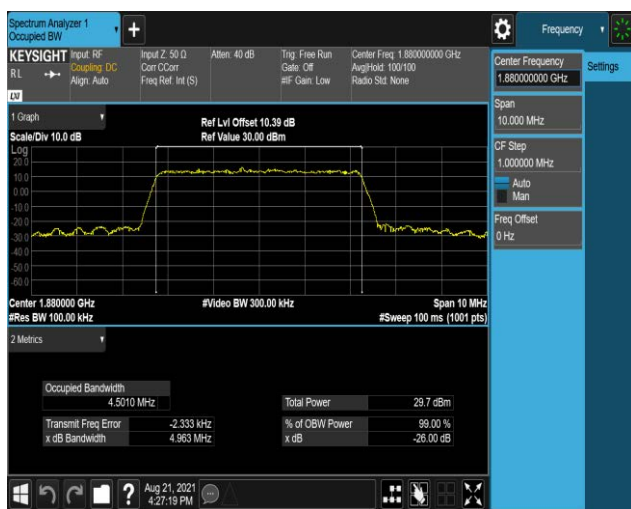 Spectrum Analyzer 1
Occupied BW
+
Frequency
KEYSIGHT
RL
LXI
Input: RF
Coupling: DC
Align: Auto
Input Z: 50 Ω
Corr CCorr
Freq Ref: Int (S)
Atten: 40 dB
Trig: Free Run
Gate: Off
#IF Gain: Low
Center Freq: 1.880000000 GHz
Avg|Hold: 100/100
Radio Std: None
Center Frequency
1.880000000 GHz
Settings
Span
10.000 MHz
CF Step
1.000000 MHz
Auto
Man
Freq Offset
0 Hz
1 Graph
Scale/Div 10.0 dB
Ref Lvl Offset 10.39 dB
Ref Value 30.00 dBm
Log
20.0
10.0
0.00
-10.0
-20.0
-30.0
-40.0
-50.0
-60.0
Center 1.880000 GHz
#Res BW 100.00 kHz
#Video BW 300.00 kHz
Span 10 MHz
#Sweep 100 ms (1001 pts)
2 Metrics
Occupied Bandwidth
4.5010 MHz
Total Power 29.7 dBm
Transmit Freq Error -2.333 kHz
% of OBW Power 99.00 %
x dB Bandwidth 4.963 MHz
x dB -26.00 dB
?
Aug 21, 2021
4:27:19 PM